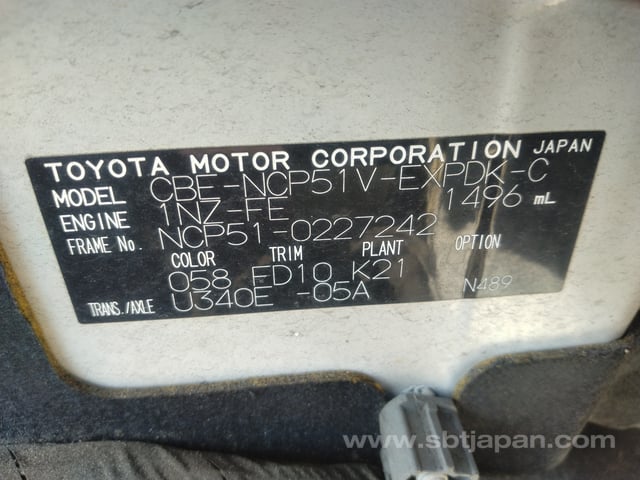 TOYOTA MOTOR CORPORATION JAPAN
MODEL CBE-NCP51V-EXPDK-C
ENGINE 1NZ-FE 1496 mL
FRAME No. NCP51-0227242
COLOR TRIM PLANT OPTION
058 ED10 K21
TRANS./AXLE U340E -05A N489
www.sbtjapan.com